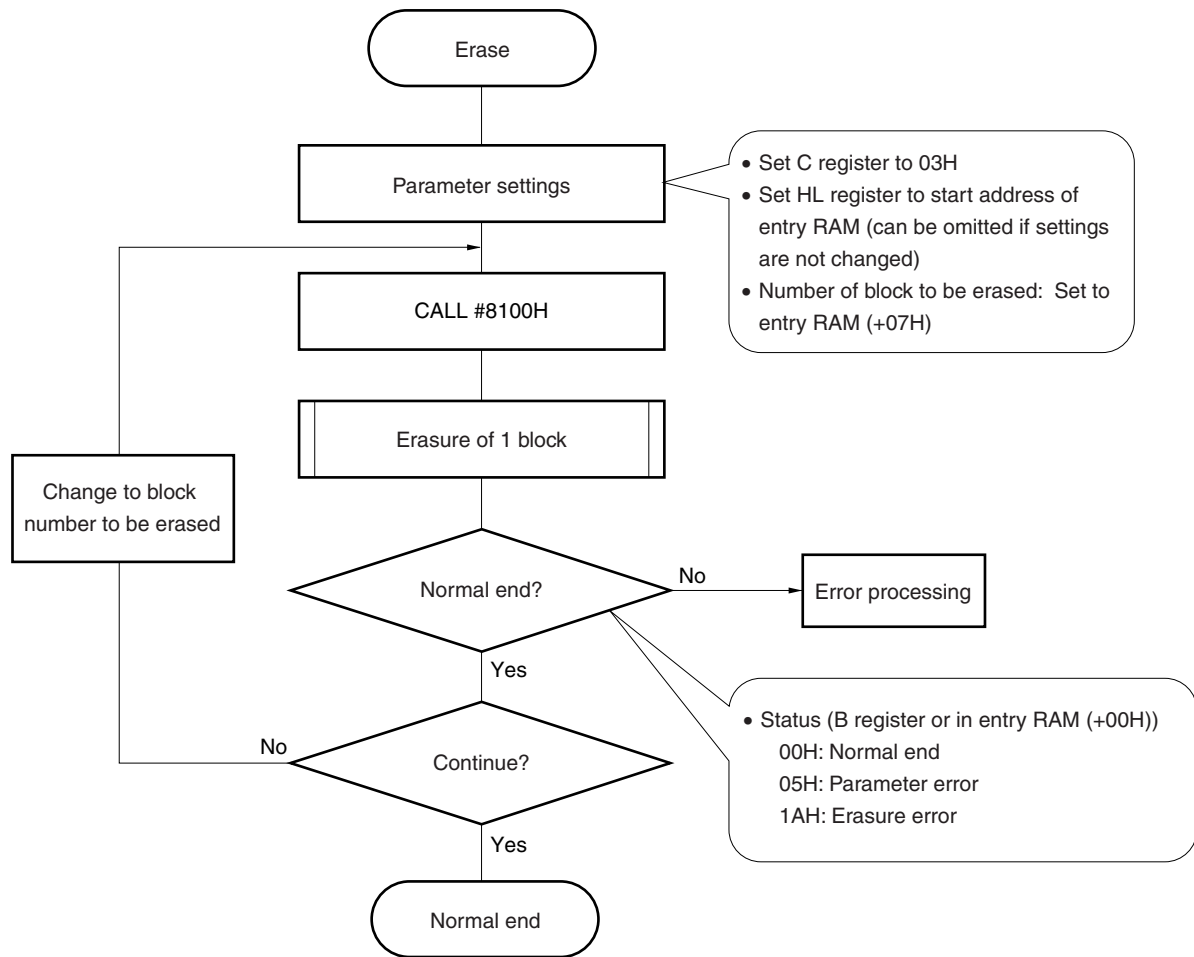 Erase
Parameter settings
• Set C register to 03H
• Set HL register to start address of
entry RAM (can be omitted if settings
are not changed)
• Number of block to be erased: Set to
entry RAM (+07H)
CALL #8100H
Erasure of 1 block
Change to block
number to be erased
Normal end?
No
Error processing
Yes
• Status (B register or in entry RAM (+00H))
00H: Normal end
05H: Parameter error
1AH: Erasure error
No
Continue?
Yes
Normal end